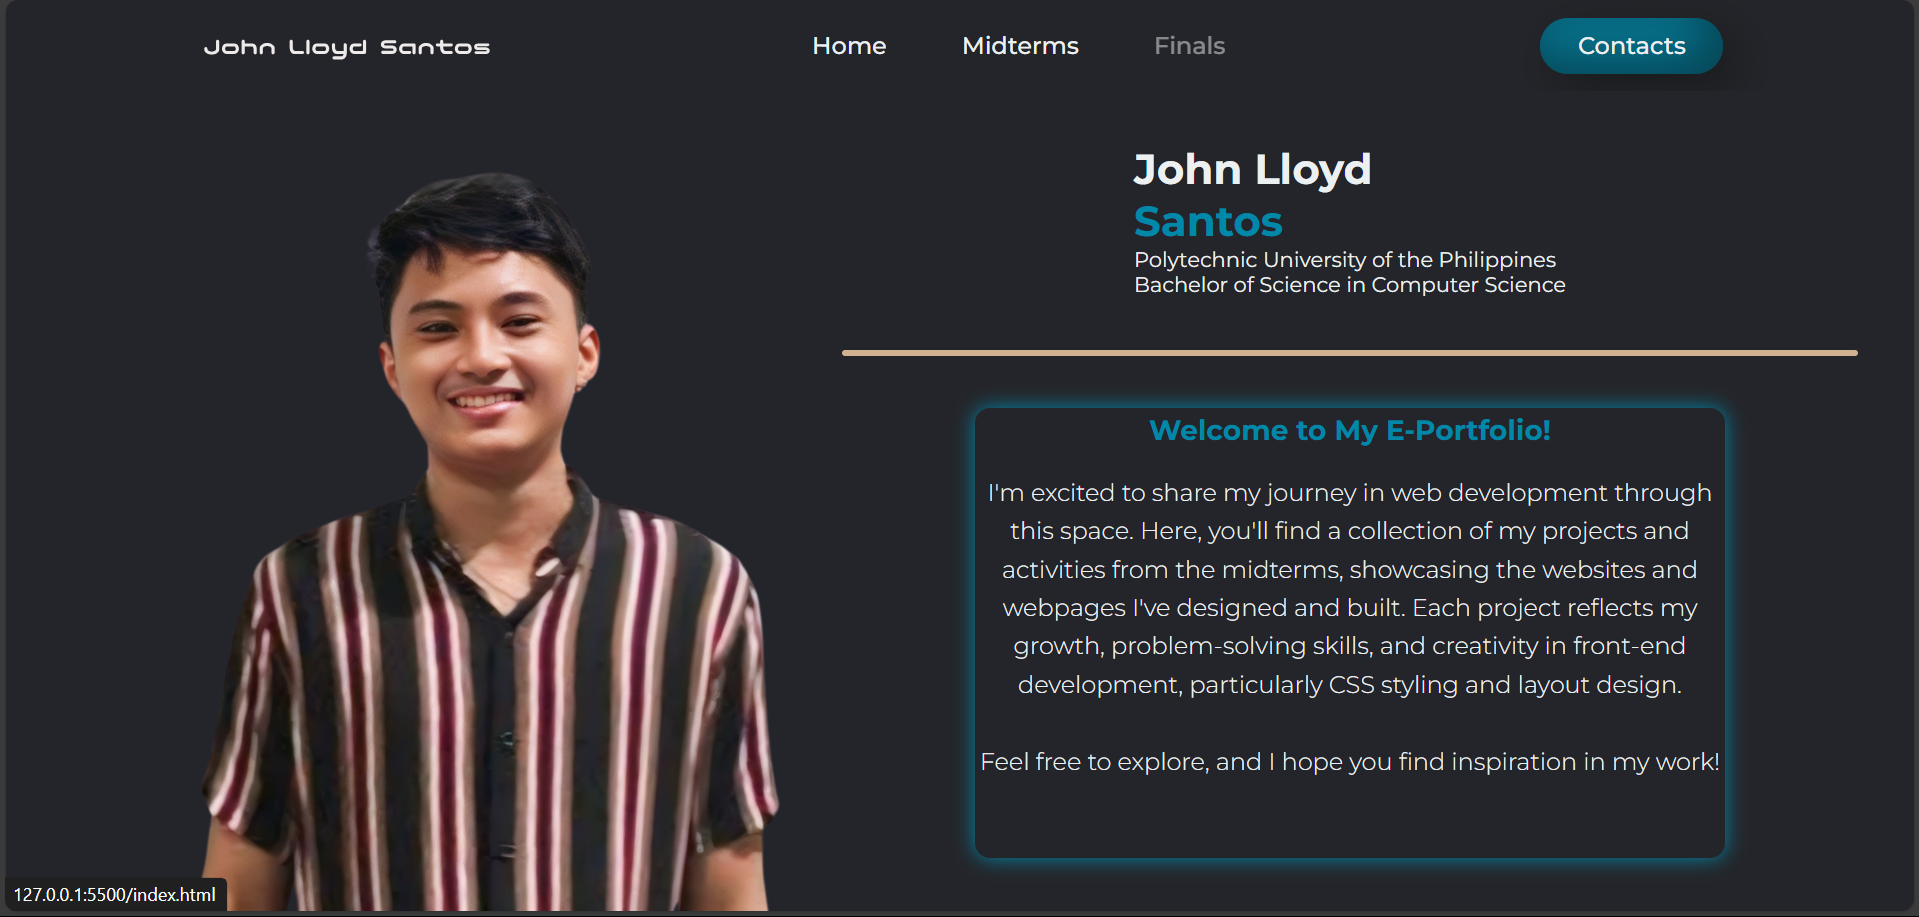 John Lloyd Santos
Home
Midterms
Finals
Contacts
John Lloyd
Santos
Polytechnic University of the Philippines
Bachelor of Science in Computer Science
Welcome to My E-Portfolio!
I'm excited to share my journey in web development through
this space. Here, you'll find a collection of my projects and
activities from the midterms, showcasing the websites and
webpages I've designed and built. Each project reflects my
growth, problem-solving skills, and creativity in front-end
development, particularly CSS styling and layout design.
Feel free to explore, and I hope you find inspiration in my work!
127.0.0.1:5500/index.html